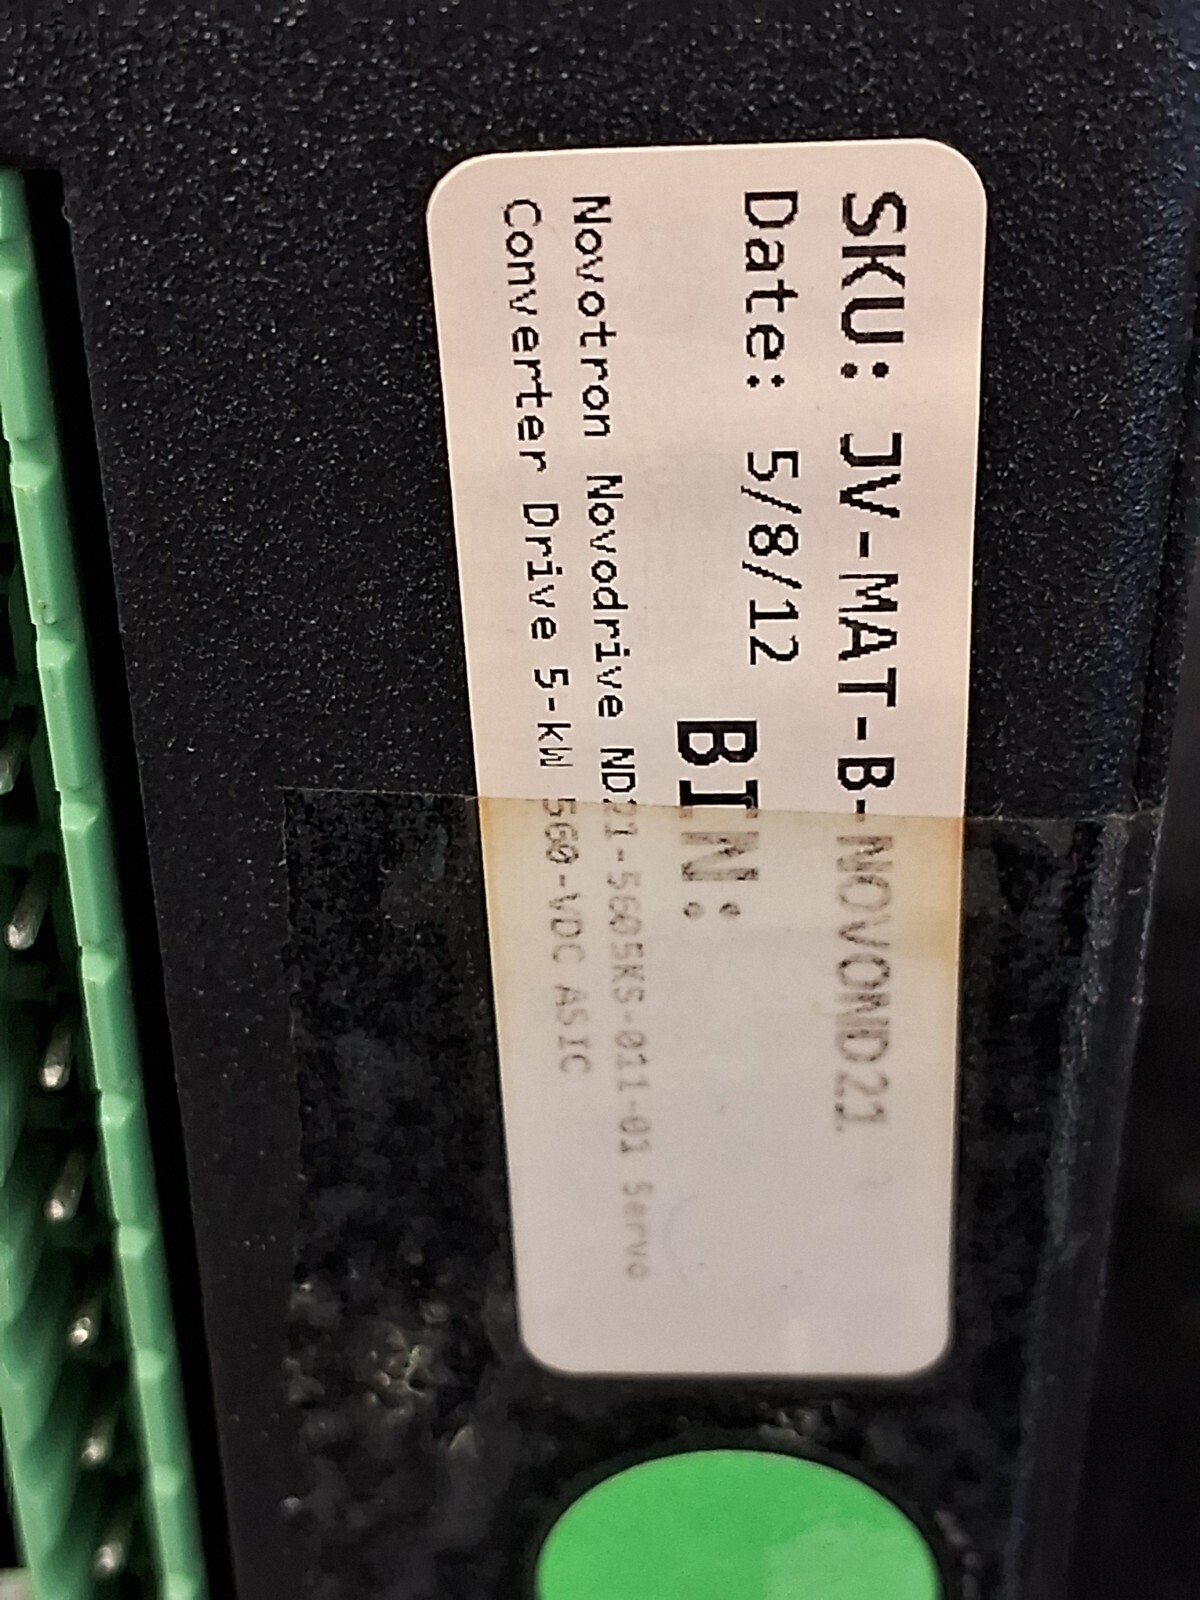 SKU: JV-MAT-B-NOVOND21
Date: 5/8/12
BIN:
Novotron Novodrive ND21-5605KS-011-01 Servo
Converter Drive 5-kW 560-VDC ASIC